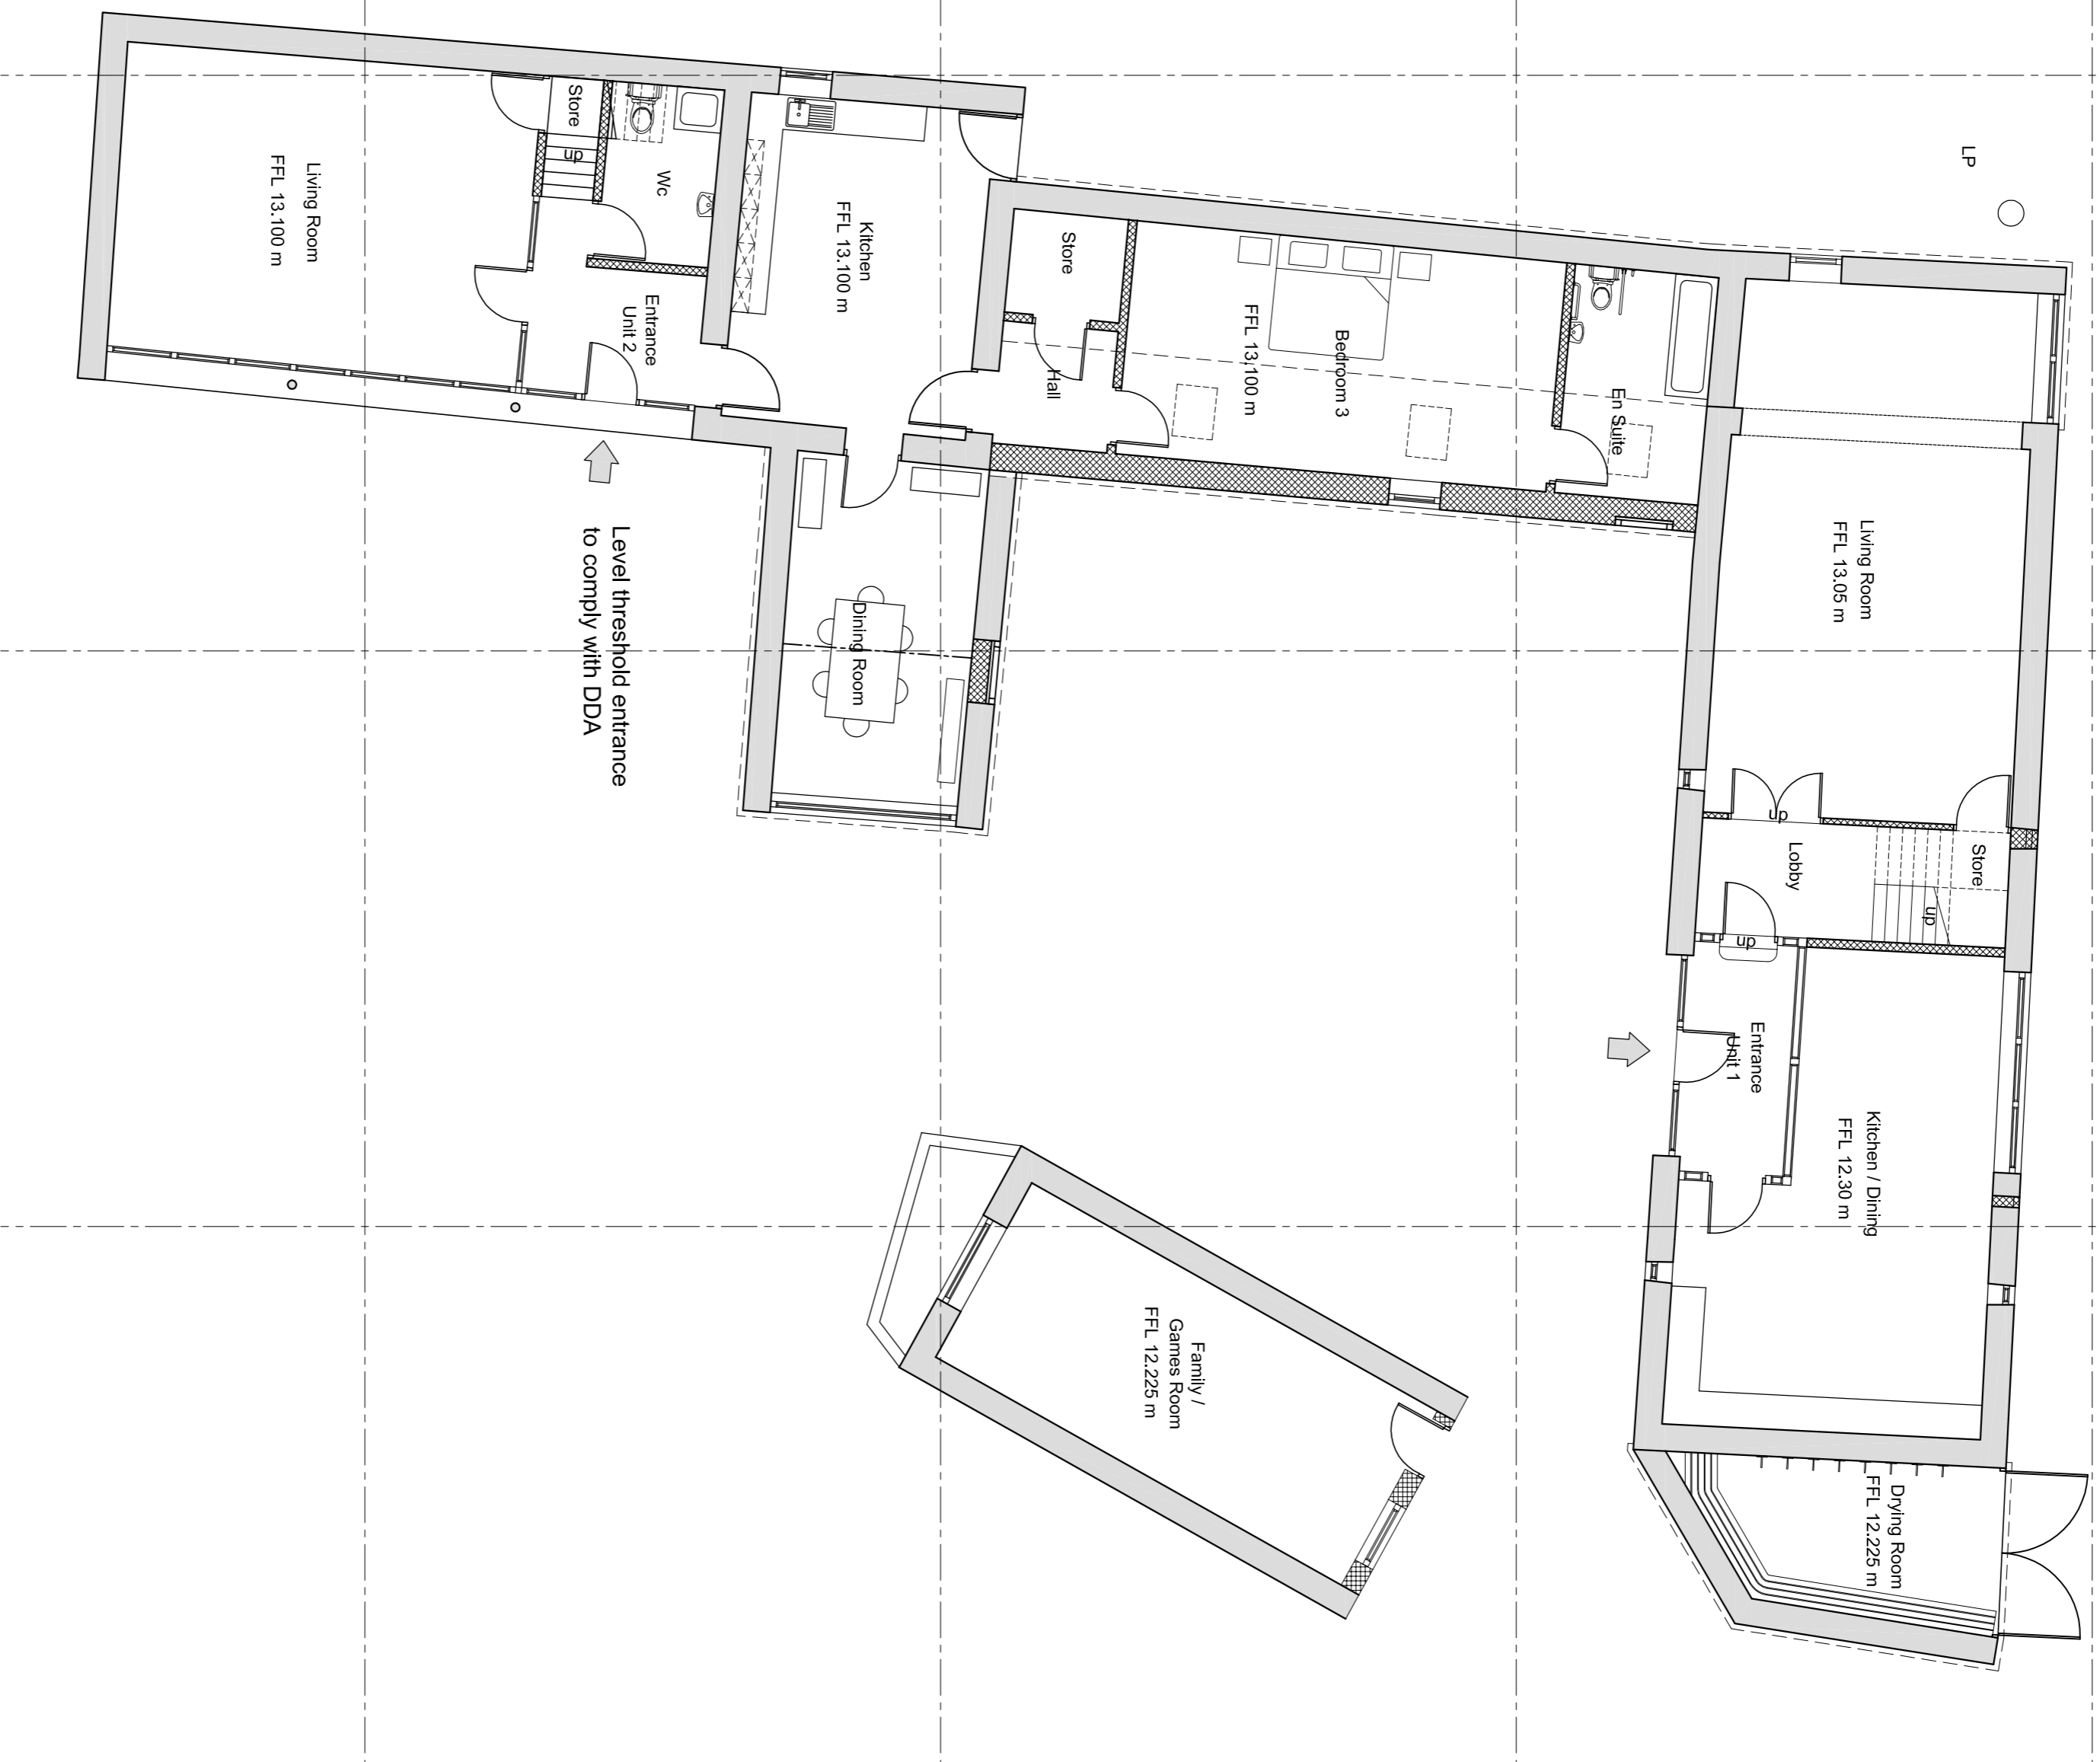 LP
Store
up
Wc
Living Room
FFL 13.100 m
Kitchen
FFL 13.100 m
Entrance
Unit 2
Store
Hall
Bedroom 3
FFL 13.100 m
En Suite
Living Room
FFL 13.05 m
Dining Room
Level threshold entrance
to comply with DDA
up
Lobby
Store
up
up
Entrance
Unit 1
Kitchen / Dining
FFL 12.30 m
Family /
Games Room
FFL 12.225 m
Drying Room
FFL 12.225 m